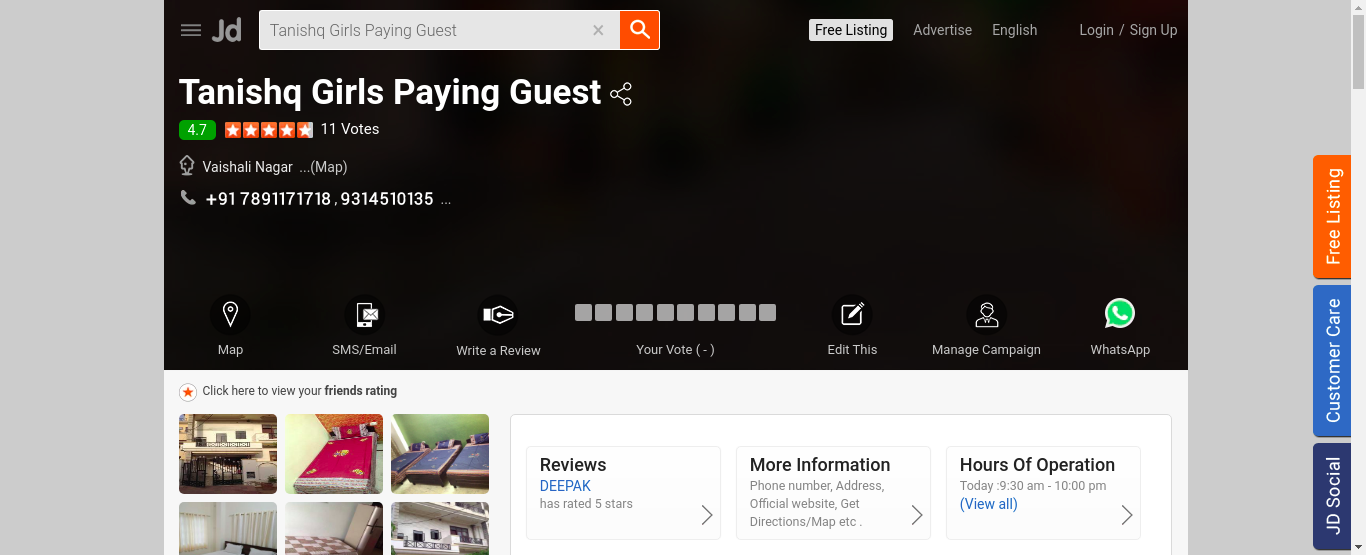 Jd
Tanishq Girls Paying Guest
Free Listing
Advertise
English
Login / Sign Up
Tanishq Girls Paying Guest
4.7
11 Votes
Vaishali Nagar ...(Map)
+91 7891171718 , 9314510135 ...
Map
SMS/Email
Write a Review
Your Vote ( - )
Edit This
Manage Campaign
WhatsApp
Click here to view your friends rating
Reviews
DEEPAK
has rated 5 stars
More Information
Phone number, Address,
Official website, Get
Directions/Map etc .
Hours Of Operation
Today :9:30 am - 10:00 pm
(View all)
Free Listing
Customer Care
JD Social